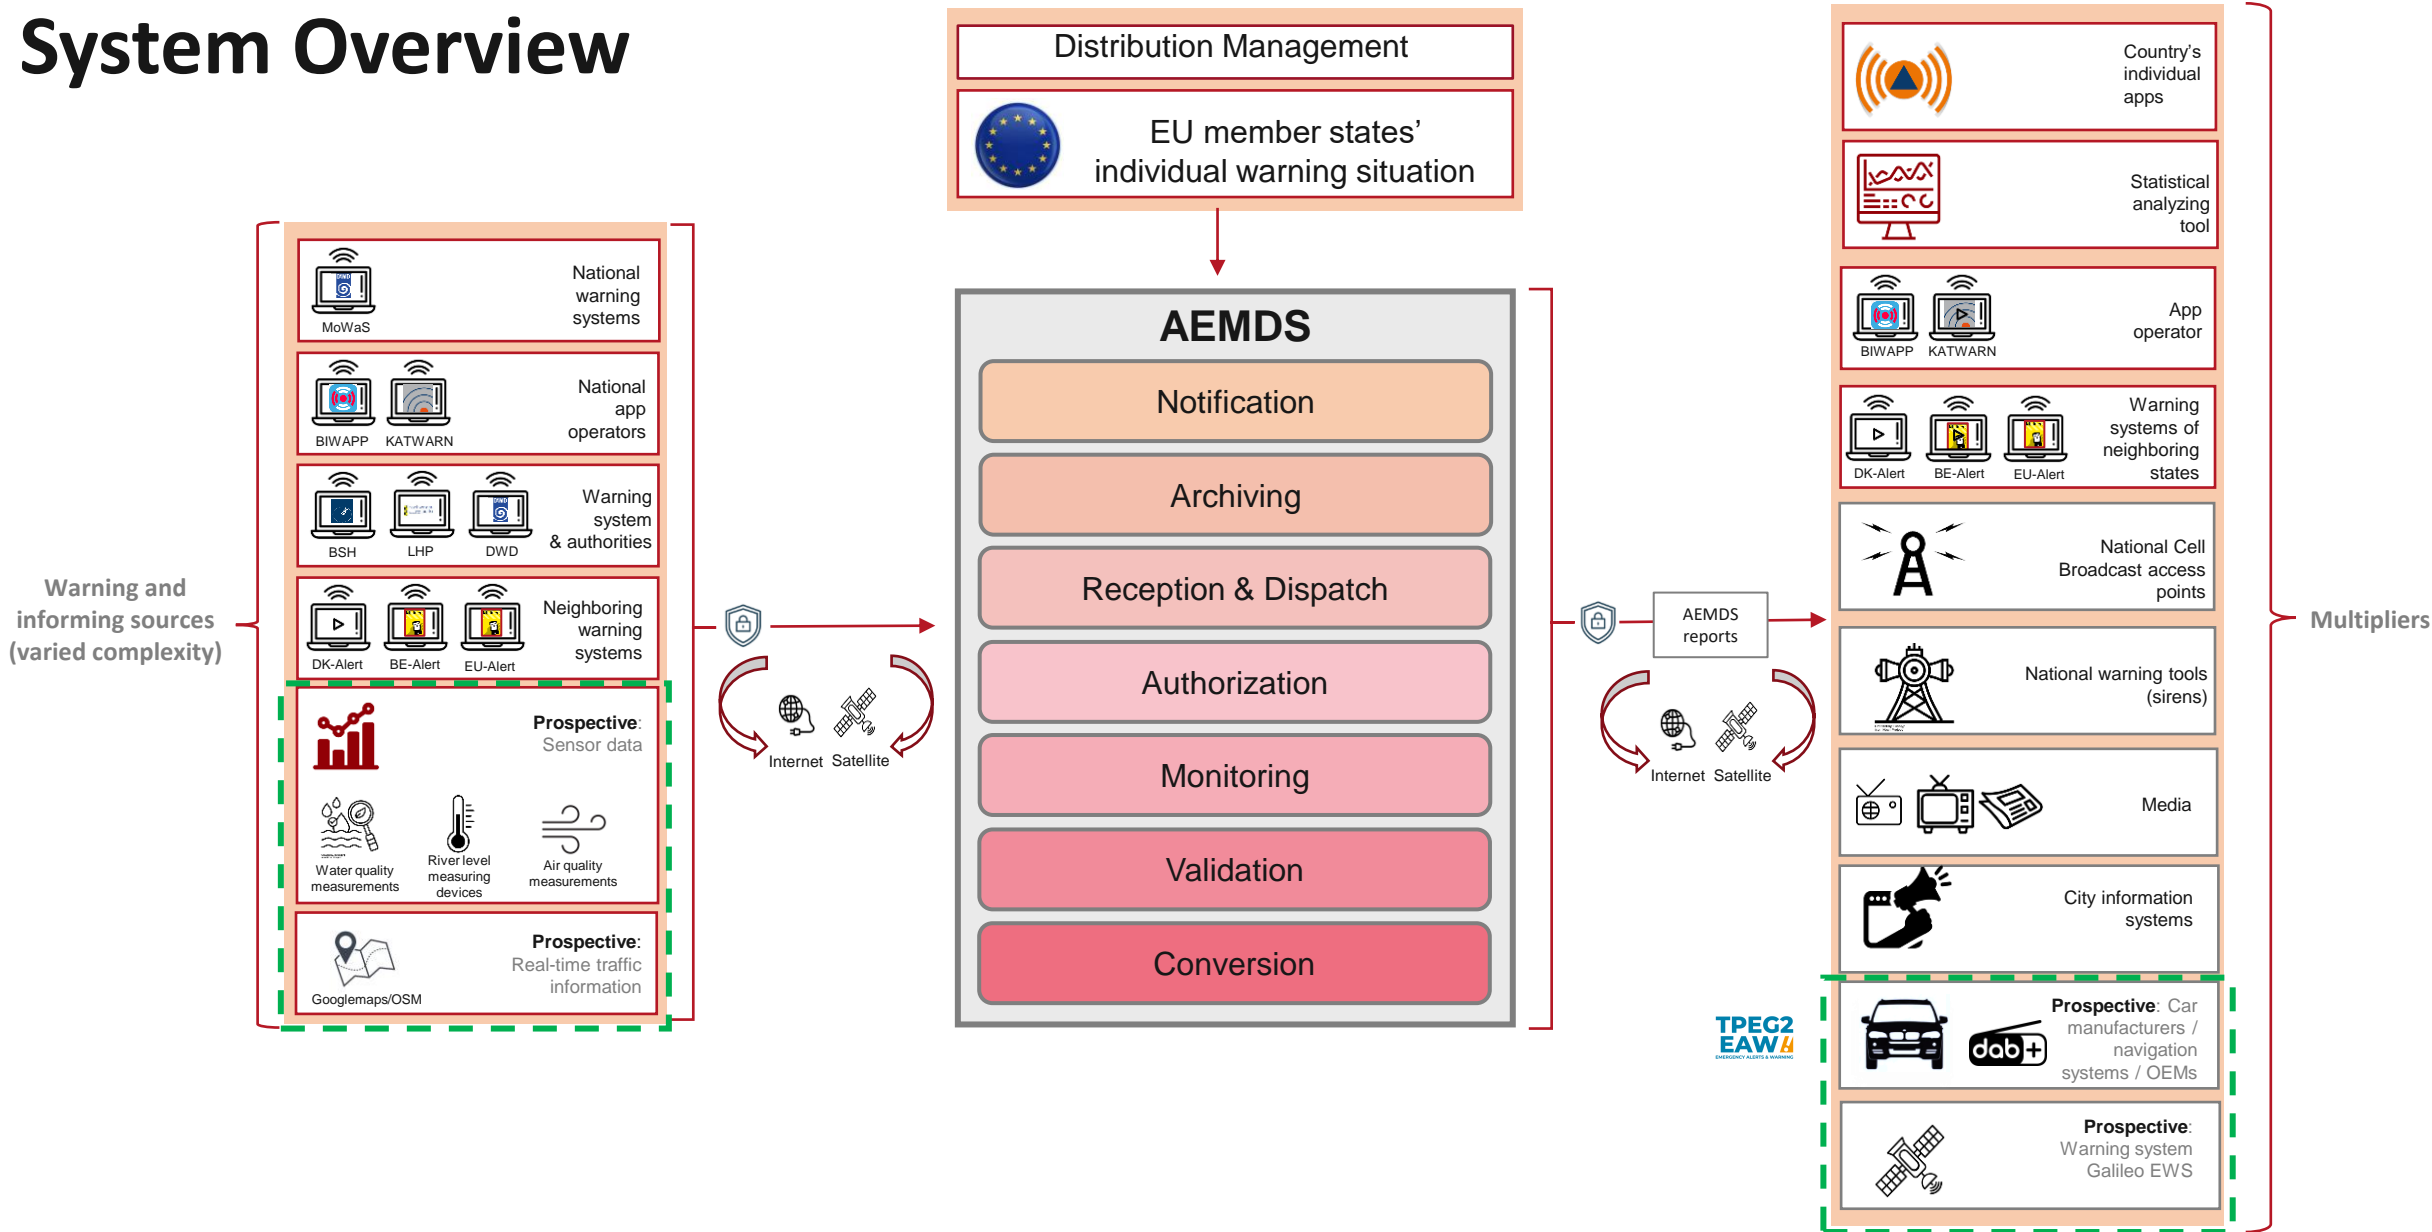 System Overview
Distribution Management
EU member states’
individual warning situation
Warning and
informing sources
(varied complexity)
MoWaS
National
warning
systems
BIWAPP
KATWARN
National
app
operators
BSH
LHP
DWD
Warning
system
& authorities
DK-Alert
BE-Alert
EU-Alert
Neighboring
warning
systems
Prospective:
Sensor data
Water quality
measurements
River level
measuring
devices
Air quality
measurements
Prospective:
Real-time traffic
information
Googlemaps/OSM
Internet
Satellite
AEMDS
Notification
Archiving
Reception & Dispatch
Authorization
Monitoring
Validation
Conversion
AEMDS
reports
Internet
Satellite
Country’s
individual
apps
Statistical
analyzing
tool
BIWAPP
KATWARN
App
operator
DK-Alert
BE-Alert
EU-Alert
Warning
systems of
neighboring
states
National Cell
Broadcast access
points
National warning tools
(sirens)
Media
City information
systems
TPEG2
EAW
EMERGENCY ALERTS & WARNING
dab+
Prospective: Car
manufacturers /
navigation
systems / OEMs
Prospective:
Warning system
Galileo EWS
Multipliers